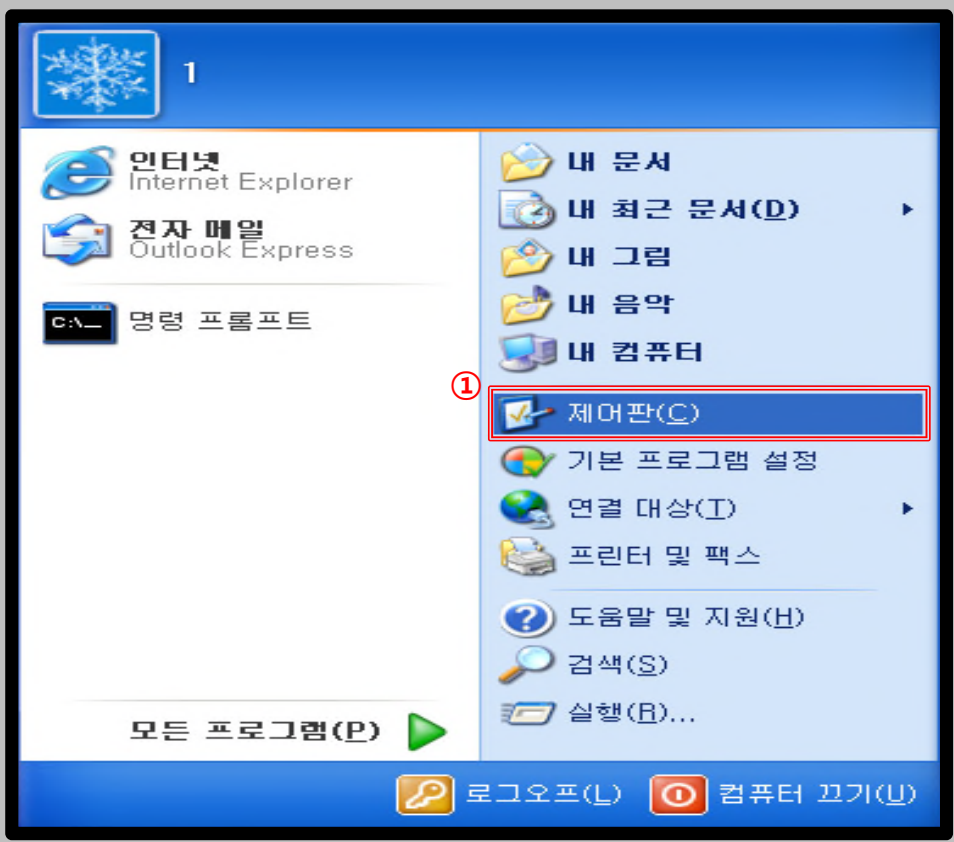 1
인터넷
Internet Explorer
전자 메일
Outlook Express
C:\_
명령 프롬프트
모든 프로그램(P)
내 문서
내 최근 문서(D)
내 그림
내 음악
내 컴퓨터
①
제어판(C)
기본 프로그램 설정
연결 대상(T)
프린터 및 팩스
도움말 및 지원(H)
검색(S)
실행(R)...
로그오프(L)
컴퓨터 끄기(U)